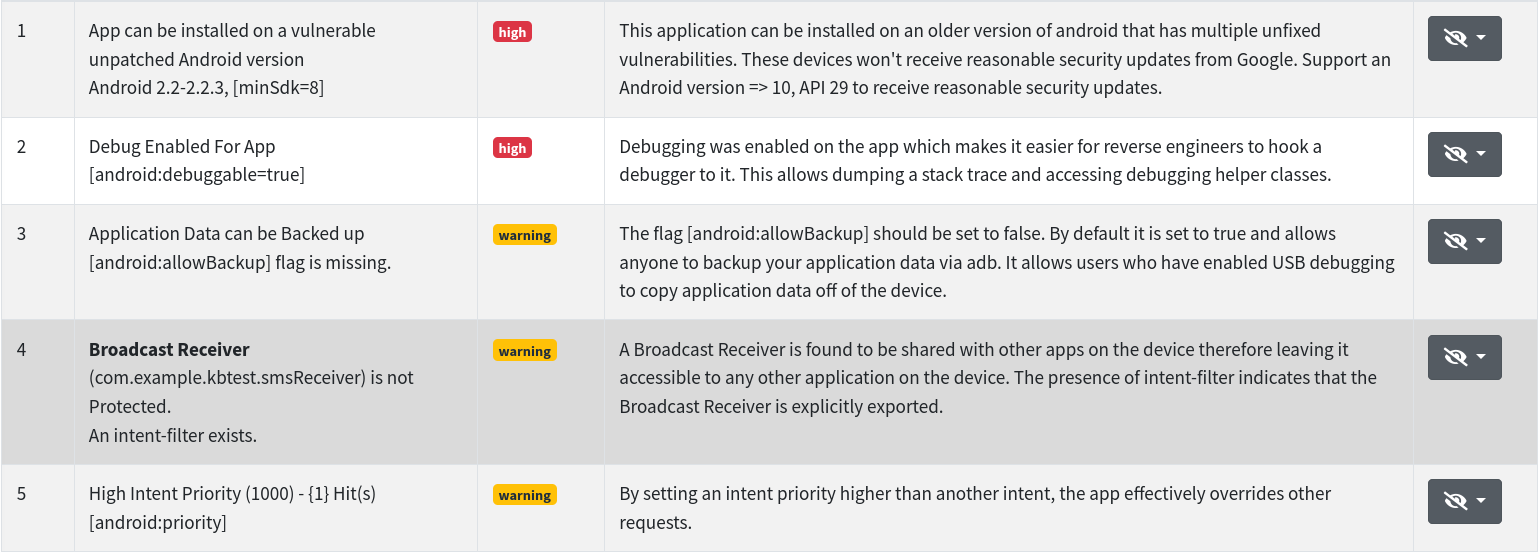 1
App can be installed on a vulnerable
unpatched Android version
Android 2.2-2.2.3, [minSdk=8]
high
This application can be installed on an older version of android that has multiple unfixed
vulnerabilities. These devices won't receive reasonable security updates from Google. Support an
Android version => 10, API 29 to receive reasonable security updates.
2
Debug Enabled For App
[android:debuggable=true]
high
Debugging was enabled on the app which makes it easier for reverse engineers to hook a
debugger to it. This allows dumping a stack trace and accessing debugging helper classes.
3
Application Data can be Backed up
[android:allowBackup] flag is missing.
warning
The flag [android:allowBackup] should be set to false. By default it is set to true and allows
anyone to backup your application data via adb. It allows users who have enabled USB debugging
to copy application data off of the device.
4
Broadcast Receiver
(com.example.kbtest.smsReceiver) is not
Protected.
An intent-filter exists.
warning
A Broadcast Receiver is found to be shared with other apps on the device therefore leaving it
accessible to any other application on the device. The presence of intent-filter indicates that the
Broadcast Receiver is explicitly exported.
5
High Intent Priority (1000) - {1} Hit(s)
[android:priority]
warning
By setting an intent priority higher than another intent, the app effectively overrides other
requests.